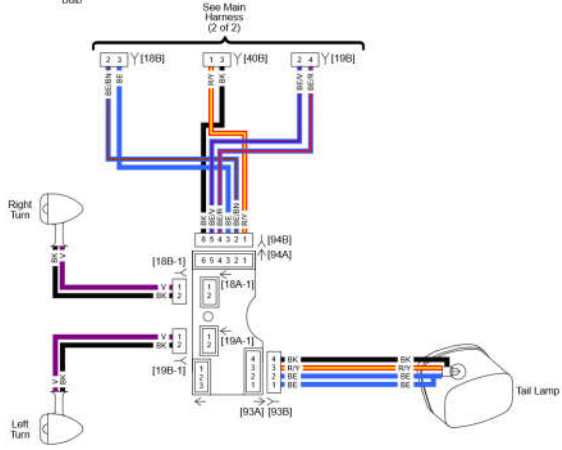 Bulb
See Main
Harness
(2 of 2)
2 3 [18B]
1 3 [40B]
2 4 [19B]
BE/BN BE
R/Y BK
BE/V BE/R
BK BE/V BE/R BE BE/BN R/Y
6 5 4 3 2 1 [94B]
[94A]
6 5 4 3 2 1
Right
Turn
BK V
[18B-1]
V 1
BK 2
1 2 [18A-1]
V 1
BK 2
1 2 [19A-1]
[19B-1]
V BK
Left
Turn
1 2 3
4 3 2 1
4 BK BK
3 R/Y R/Y
2 BE BE
1 BE BE
[93A] [93B]
Tail Lamp